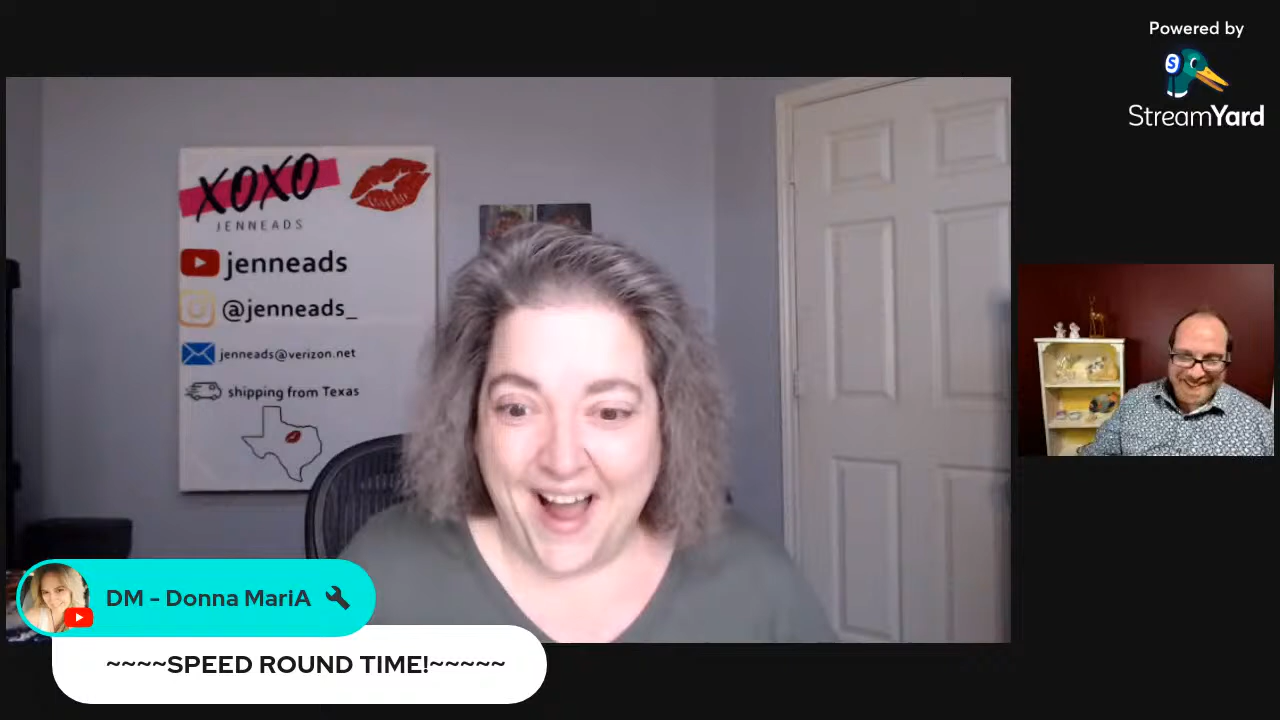 Powered by
S
StreamYard
XOXO
JENNEADS
jenneads
@jenneads_
jenneads@verizon.net
shipping from Texas
DM - Donna MariA
~~~~SPEED ROUND TIME!~~~~~